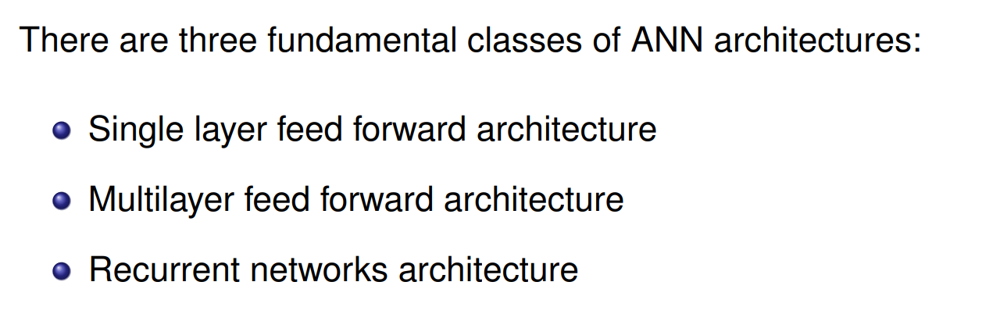 There are three fundamental classes of ANN architectures:
Single layer feed forward architecture
Multilayer feed forward architecture
Recurrent networks architecture